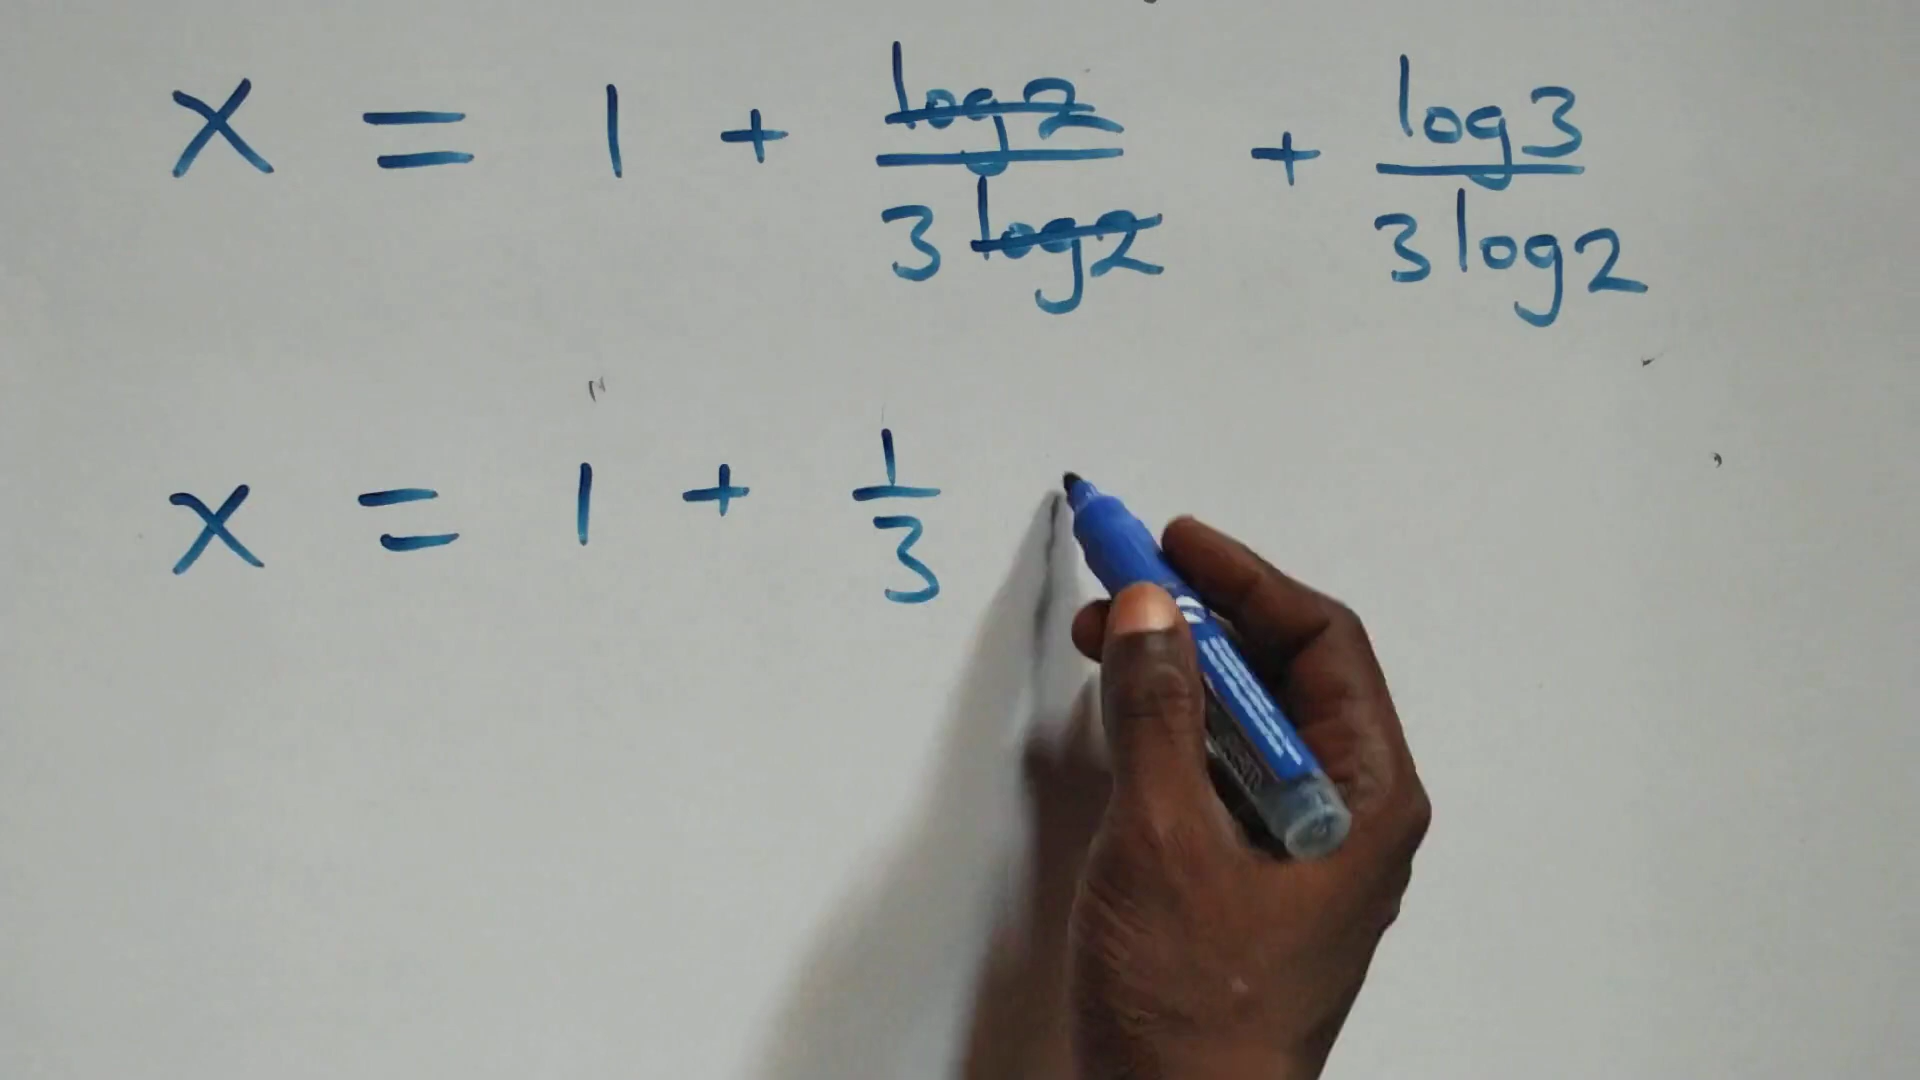 x = 1 + log2/3log2 + log3/3log2
x = 1 + 1/3